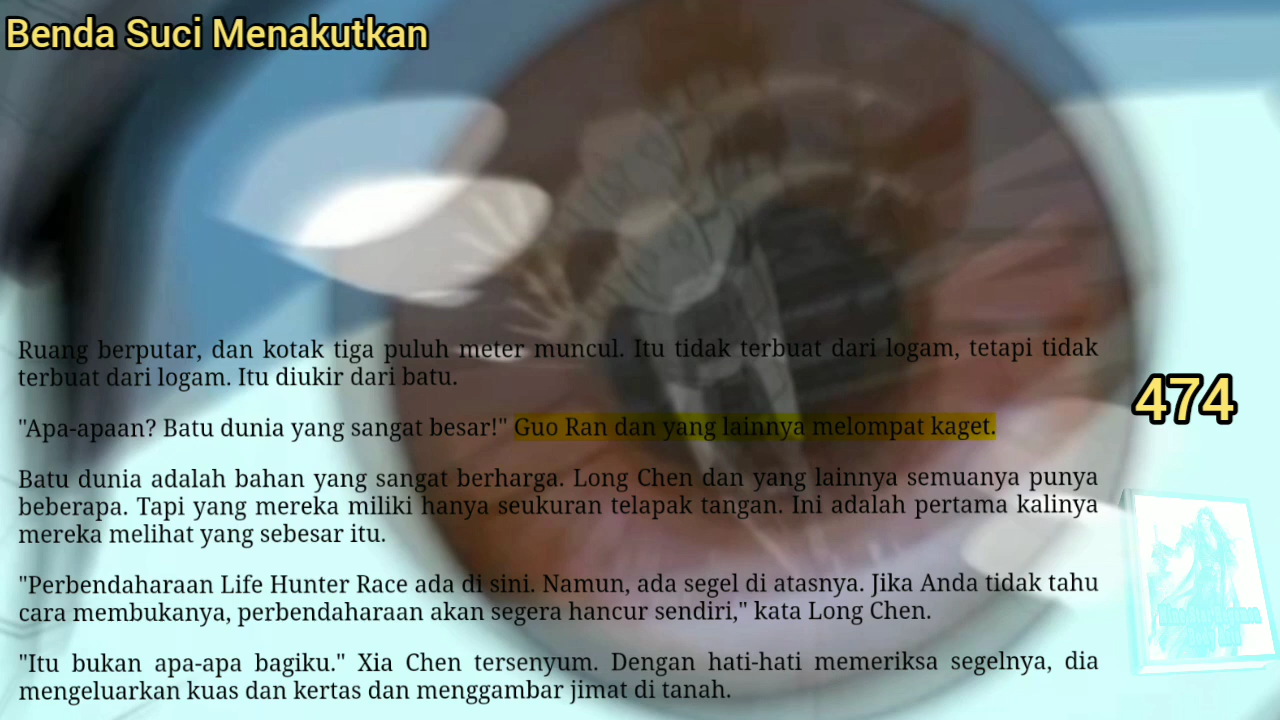 Benda Suci Menakutkan
Ruang berputar, dan kotak tiga puluh meter muncul. Itu tidak terbuat dari logam, tetapi tidak
terbuat dari logam. Itu diukir dari batu.
"Apa-apaan? Batu dunia yang sangat besar!" Guo Ran dan yang lainnya melompat kaget.
474
Batu dunia adalah bahan yang sangat berharga. Long Chen dan yang lainnya semuanya punya
beberapa. Tapi yang mereka miliki hanya seukuran telapak tangan. Ini adalah pertama kalinya
mereka melihat yang sebesar itu.
"Perbendaharaan Life Hunter Race ada di sini. Namun, ada segel di atasnya. Jika Anda tidak tahu
cara membukanya, perbendaharaan akan segera hancur sendiri," kata Long Chen.
"Itu bukan apa-apa bagiku." Xia Chen tersenyum. Dengan hati-hati memeriksa segelnya, dia
mengeluarkan kuas dan kertas dan menggambar jimat di tanah.